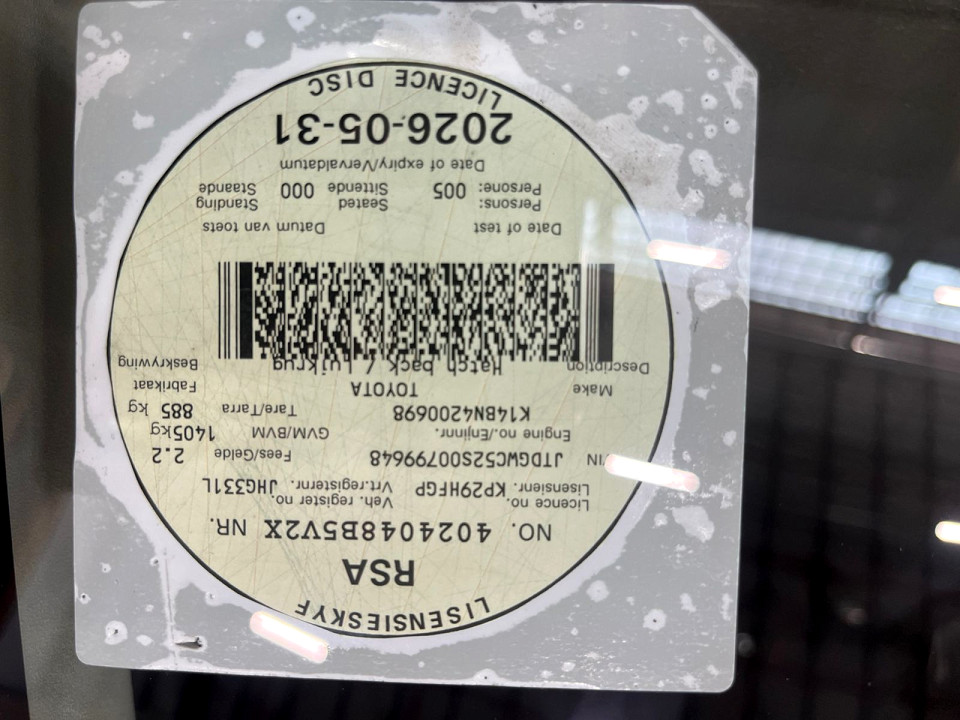 LISENSIESKYF
RSA
NO. 4024048B5V2X NR.
Licence no. Veh. register no.
Lisensienr. KP29HFGP Vrt.registernr. JHG331L
VIN JTDGWC52S00799648 Fees/Gelde 2.2
Engine no./Enjinnr. GVM/BVM 1405kg
K14BN4200698 Tare/Tarra 885 kg
Make TOYOTA Fabrikaat
Description Hatch back / Luikrug Beskrywing
Date of test Datum van toets
Persons: Seated Standing
Persone: 005 Sittende 000 Staande
Date of expiry/Vervaldatum
2026-05-31
LICENCE DISC